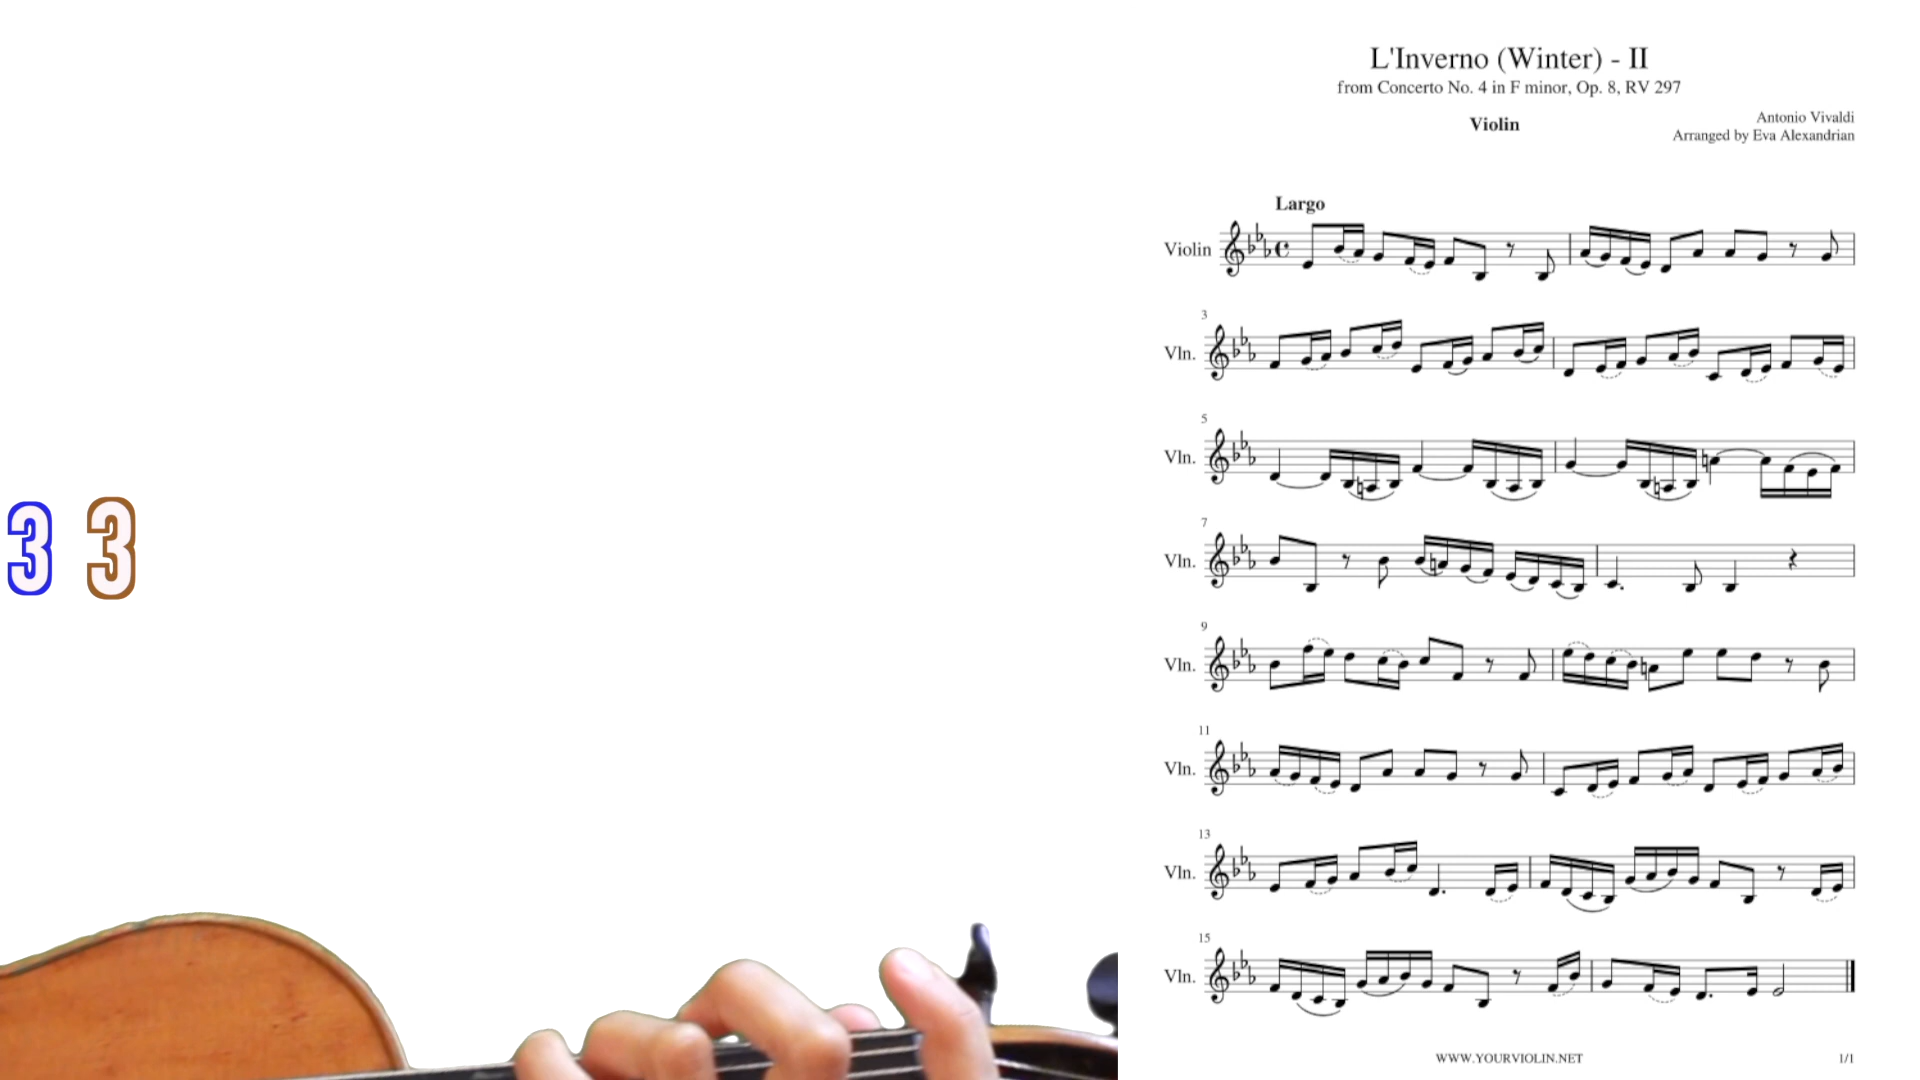 3 3
L'Inverno (Winter) - II
from Concerto No. 4 in F minor, Op. 8, RV 297
Violin
Antonio Vivaldi
Arranged by Eva Alexandrian
Largo
Violin
3
Vln.
5
Vln.
7
Vln.
9
Vln.
11
Vln.
13
Vln.
15
Vln.
WWW.YOURVIOLIN.NET
1/1